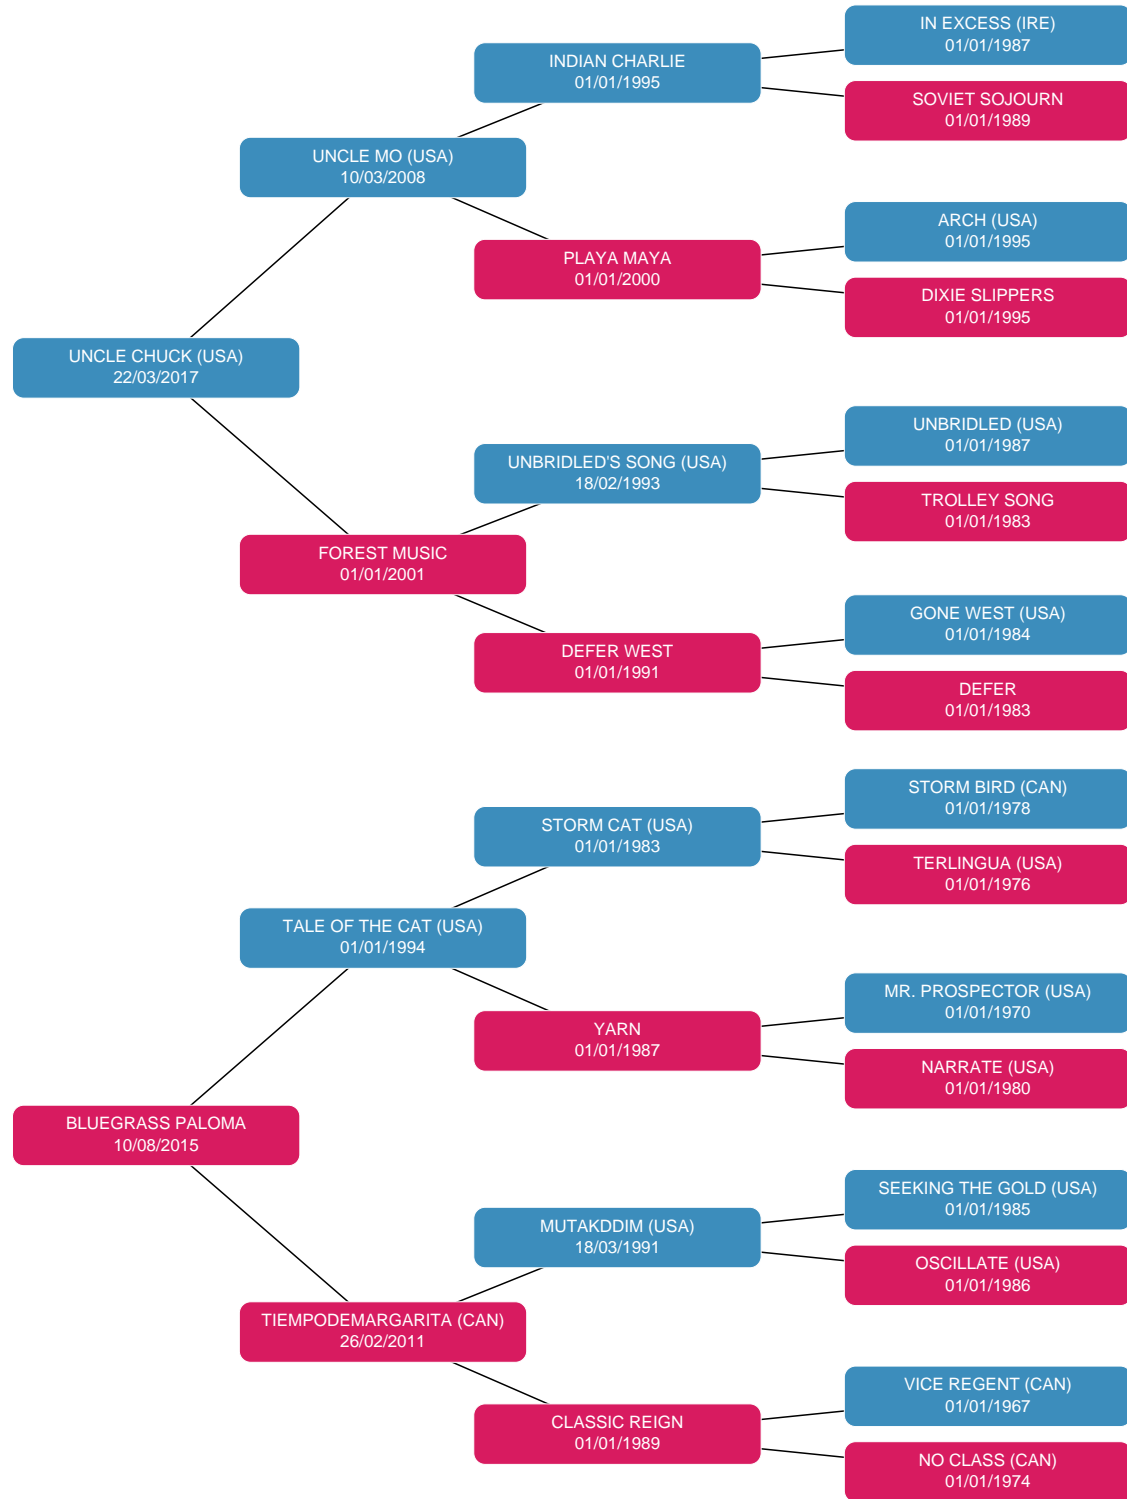 IN EXCESS (IRE)
01/01/1987
INDIAN CHARLIE
01/01/1995
SOVIET SOJOURN
01/01/1989
UNCLE MO (USA)
10/03/2008
ARCH (USA)
01/01/1995
PLAYA MAYA
01/01/2000
DIXIE SLIPPERS
01/01/1995
UNCLE CHUCK (USA)
22/03/2017
UNBRIDLED (USA)
01/01/1987
UNBRIDLED'S SONG (USA)
18/02/1993
TROLLEY SONG
01/01/1983
FOREST MUSIC
01/01/2001
GONE WEST (USA)
01/01/1984
DEFER WEST
01/01/1991
DEFER
01/01/1983
STORM BIRD (CAN)
01/01/1978
STORM CAT (USA)
01/01/1983
TERLINGUA (USA)
01/01/1976
TALE OF THE CAT (USA)
01/01/1994
MR. PROSPECTOR (USA)
01/01/1970
YARN
01/01/1987
NARRATE (USA)
01/01/1980
BLUEGRASS PALOMA
10/08/2015
SEEKING THE GOLD (USA)
01/01/1985
MUTAKDDIM (USA)
18/03/1991
OSCILLATE (USA)
01/01/1986
TIEMPODEMARGARITA (CAN)
26/02/2011
VICE REGENT (CAN)
01/01/1967
CLASSIC REIGN
01/01/1989
NO CLASS (CAN)
01/01/1974